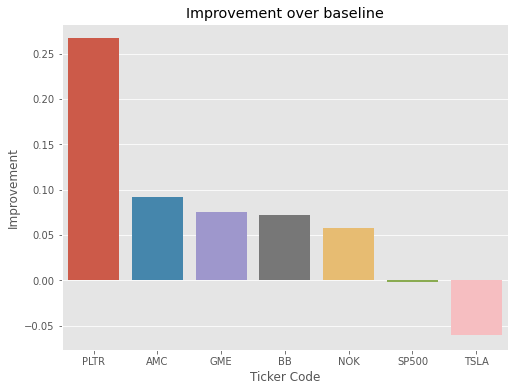 Improvement over baseline
0.25
0.20
0.15
0.10
0.05
0.00
−0.05
Improvement
PLTR AMC GME BB NOK SP500 TSLA
Ticker Code